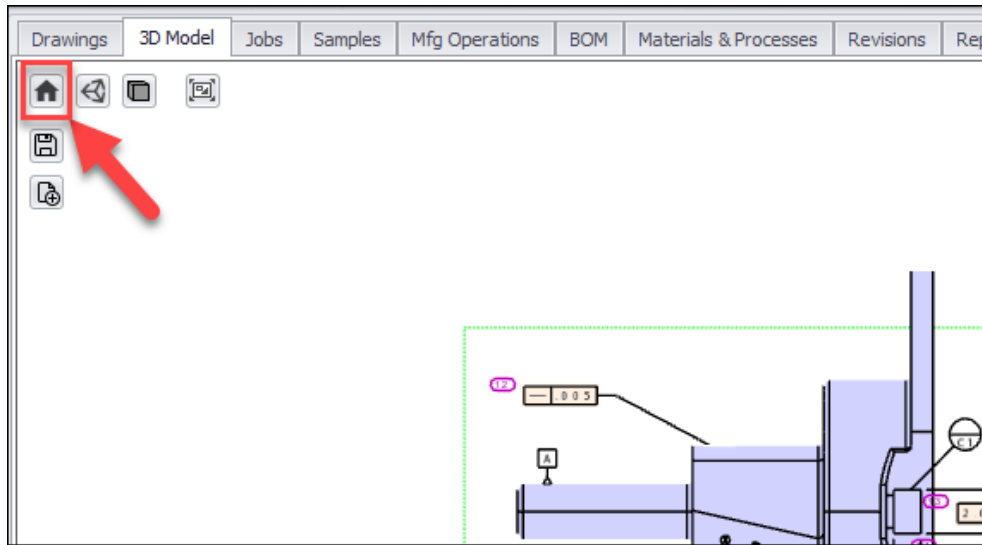 Drawings 3D Model Jobs Samples Mfg Operations BOM Materials & Processes Revisions
12
.005
A
C1